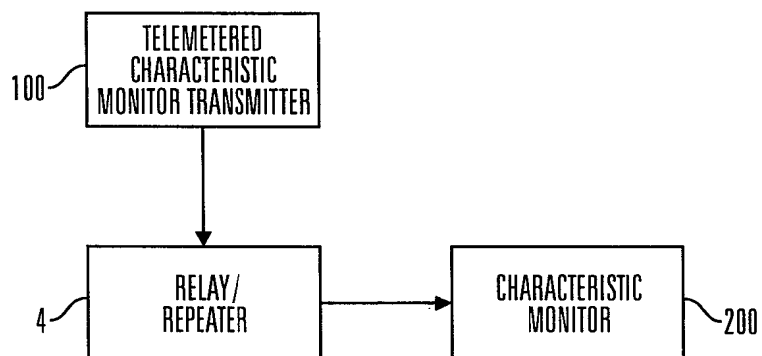 TELEMETERED
CHARACTERISTIC
MONITOR TRANSMITTER
100
RELAY/
REPEATER
4
CHARACTERISTIC
MONITOR
200